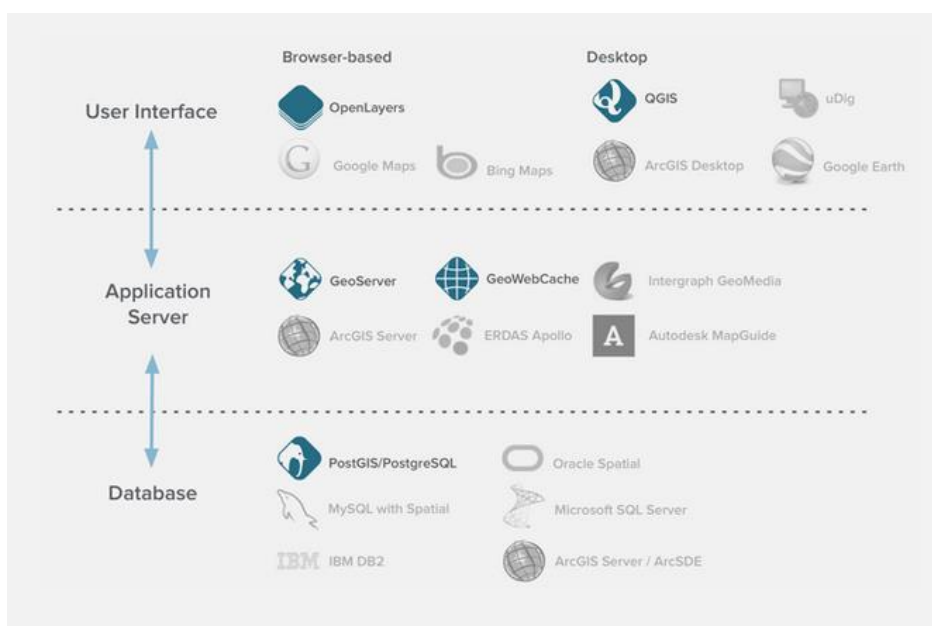 Browser-based
Desktop
User Interface
OpenLayers
QGIS
uDig
G
Google Maps
Bing Maps
ArcGIS Desktop
Google Earth
Application
Server
GeoServer
GeoWebCache
Intergraph GeoMedia
ArcGIS Server
ERDAS Apollo
A
Autodesk MapGuide
Database
PostGIS/PostgreSQL
Oracle Spatial
MySQL with Spatial
Microsoft SQL Server
IBM
IBM DB2
ArcGIS Server / ArcSDE